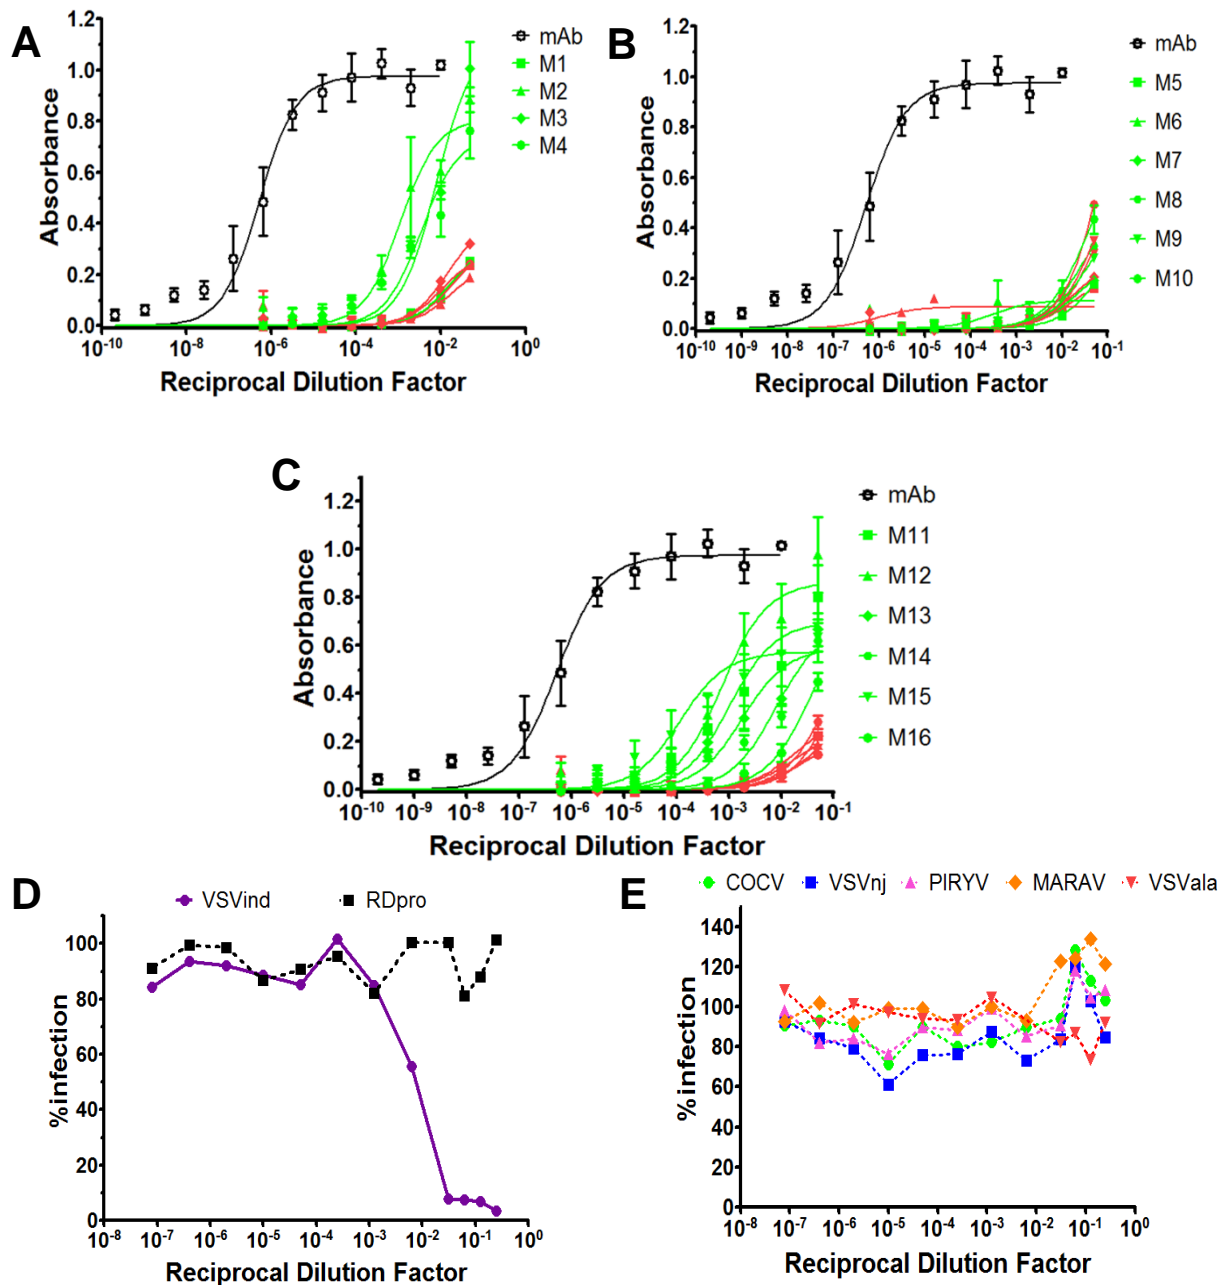 A
1.2
1.0
0.8
0.6
0.4
0.2
0.0
Absorbance
10-10
10-8
10-6
10-4
10-2
100
Reciprocal Dilution Factor
mAb
M1
M2
M3
M4
B
1.2
1.0
0.8
0.6
0.4
0.2
0.0
Absorbance
10-10
10-9
10-8
10-7
10-6
10-5
10-4
10-3
10-2
10-1
Reciprocal Dilution Factor
mAb
M5
M6
M7
M8
M9
M10
C
1.2
1.0
0.8
0.6
0.4
0.2
0.0
Absorbance
10-10
10-9
10-8
10-7
10-6
10-5
10-4
10-3
10-2
10-1
Reciprocal Dilution Factor
mAb
M11
M12
M13
M14
M15
M16
D
VSVind
RDpro
100
80
60
40
20
0
%infection
10-8
10-7
10-6
10-5
10-4
10-3
10-2
10-1
100
Reciprocal Dilution Factor
E
COCV
VSVnj
PIRYV
MARAV
VSVala
140
120
100
80
60
40
20
0
%infection
10-8
10-7
10-6
10-5
10-4
10-3
10-2
10-1
100
Reciprocal Dilution Factor